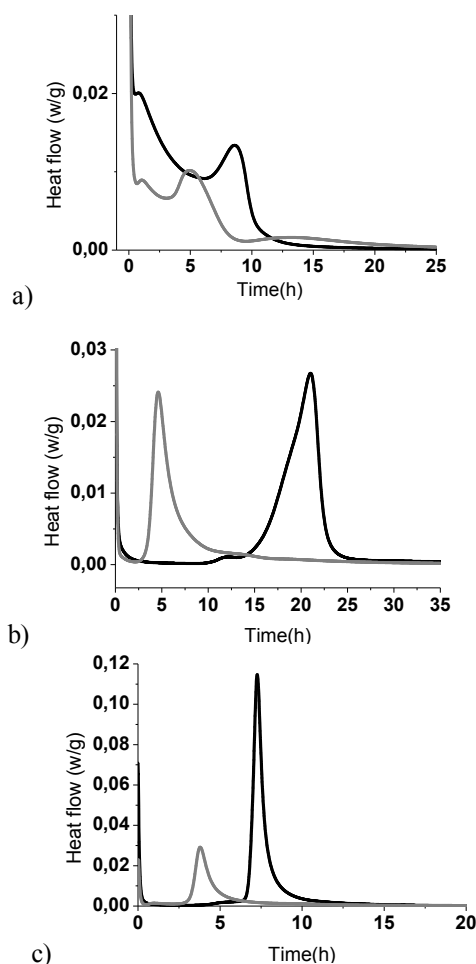 Heat flow (w/g)
0,02
0,00
0 5 10 15 20 25
Time(h)
a)
Heat flow (w/g)
0,03
0,02
0,01
0,00
0 5 10 15 20 25 30 35
Time(h)
b)
Heat flow (w/g)
0,12
0,10
0,08
0,06
0,04
0,02
0,00
0 5 10 15 20
Time(h)
c)